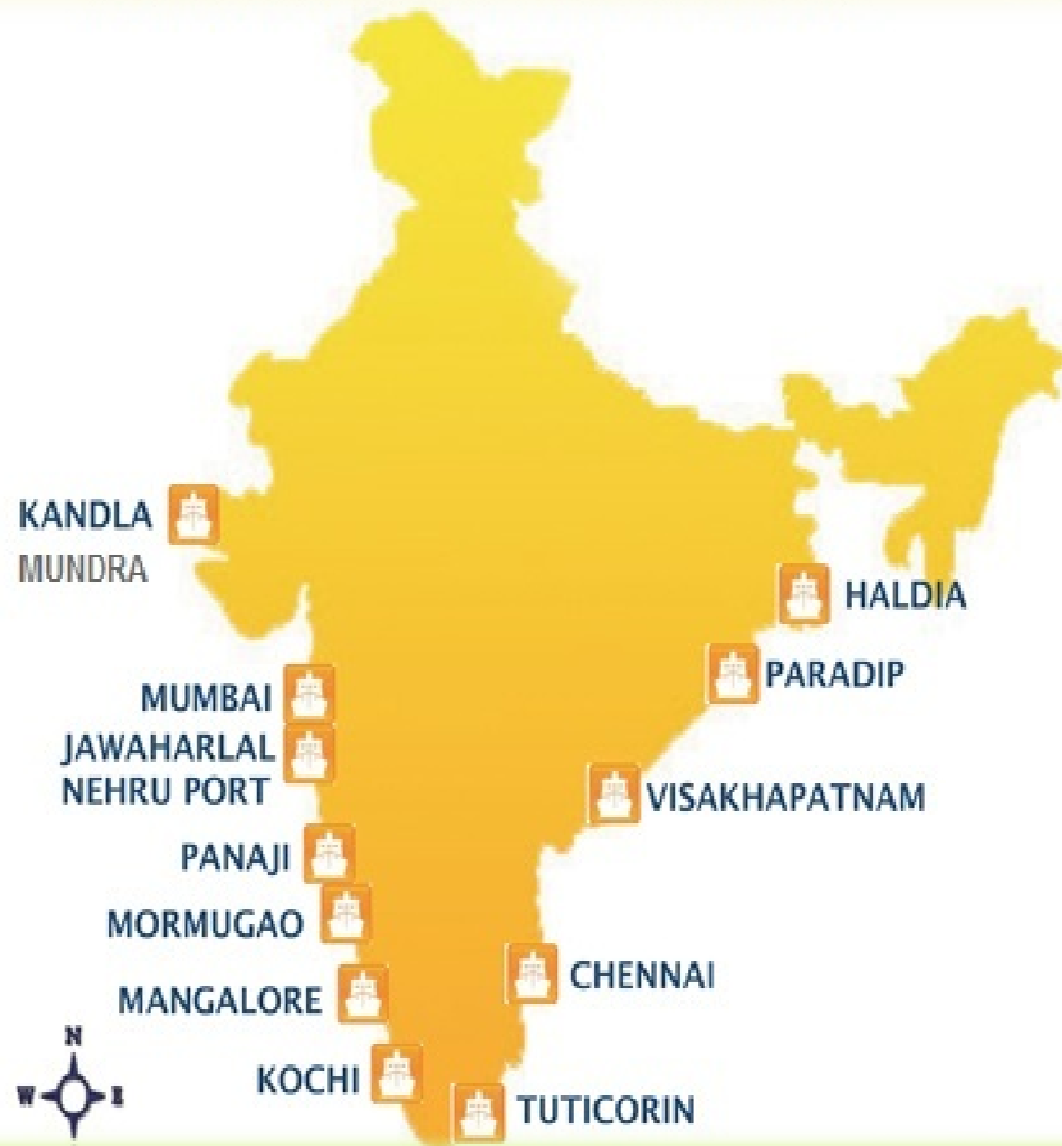 KANDLA
MUNDRA
HALDIA
PARADIP
MUMBAI
JAWAHARLAL
NEHRU PORT
VISAKHAPATNAM
PANAJI
MORMUGAO
CHENNAI
MANGALORE
KOCHI
TUTICORIN
N
W E